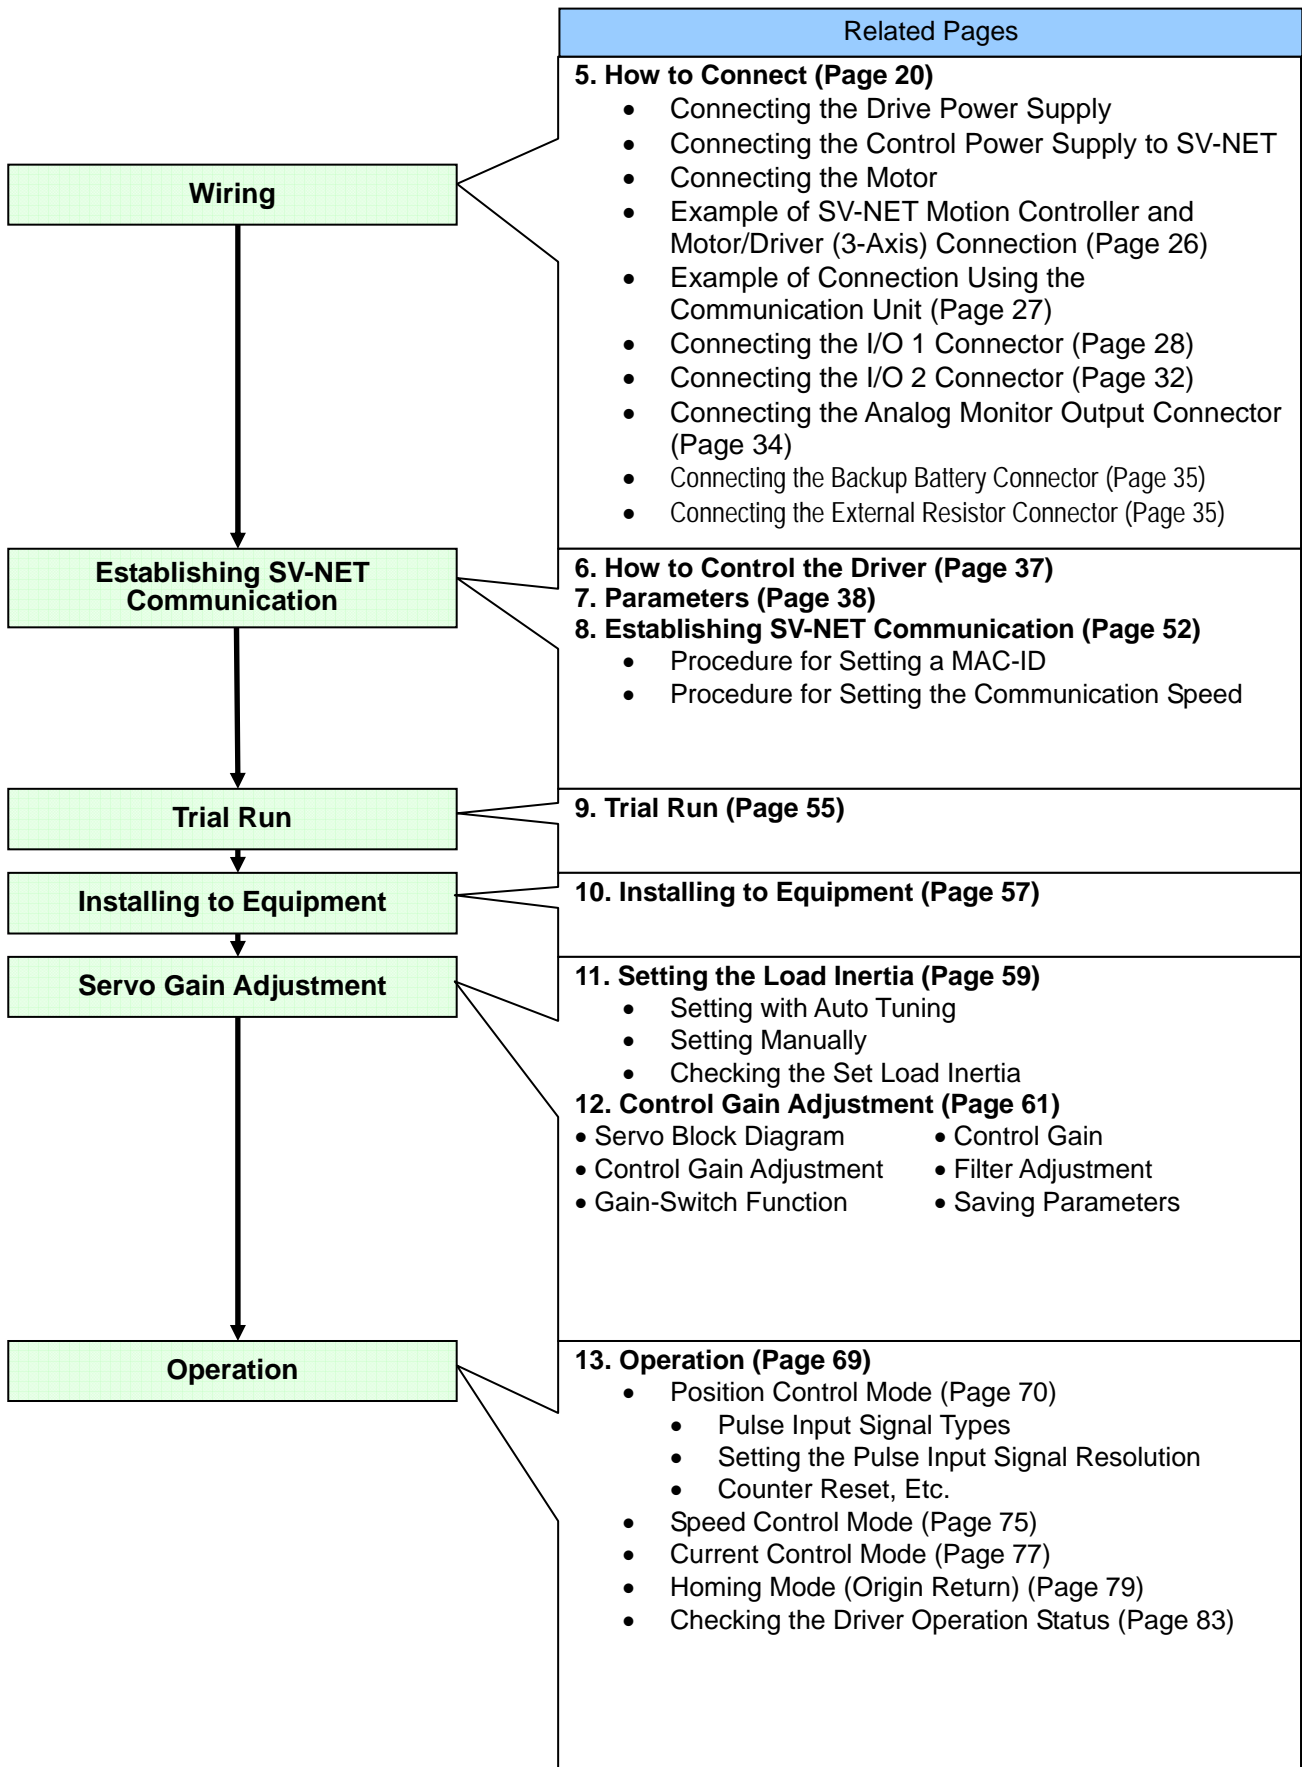 Related Pages
Wiring
5. How to Connect (Page 20)
• Connecting the Drive Power Supply
• Connecting the Control Power Supply to SV-NET
• Connecting the Motor
• Example of SV-NET Motion Controller and
Motor/Driver (3-Axis) Connection (Page 26)
• Example of Connection Using the
Communication Unit (Page 27)
• Connecting the I/O 1 Connector (Page 28)
• Connecting the I/O 2 Connector (Page 32)
• Connecting the Analog Monitor Output Connector
(Page 34)
• Connecting the Backup Battery Connector (Page 35)
• Connecting the External Resistor Connector (Page 35)
Establishing SV-NET
Communication
6. How to Control the Driver (Page 37)
7. Parameters (Page 38)
8. Establishing SV-NET Communication (Page 52)
• Procedure for Setting a MAC-ID
• Procedure for Setting the Communication Speed
Trial Run
9. Trial Run (Page 55)
Installing to Equipment
10. Installing to Equipment (Page 57)
Servo Gain Adjustment
11. Setting the Load Inertia (Page 59)
• Setting with Auto Tuning
• Setting Manually
• Checking the Set Load Inertia
12. Control Gain Adjustment (Page 61)
• Servo Block Diagram • Control Gain
• Control Gain Adjustment • Filter Adjustment
• Gain-Switch Function • Saving Parameters
Operation
13. Operation (Page 69)
• Position Control Mode (Page 70)
• Pulse Input Signal Types
• Setting the Pulse Input Signal Resolution
• Counter Reset, Etc.
• Speed Control Mode (Page 75)
• Current Control Mode (Page 77)
• Homing Mode (Origin Return) (Page 79)
• Checking the Driver Operation Status (Page 83)